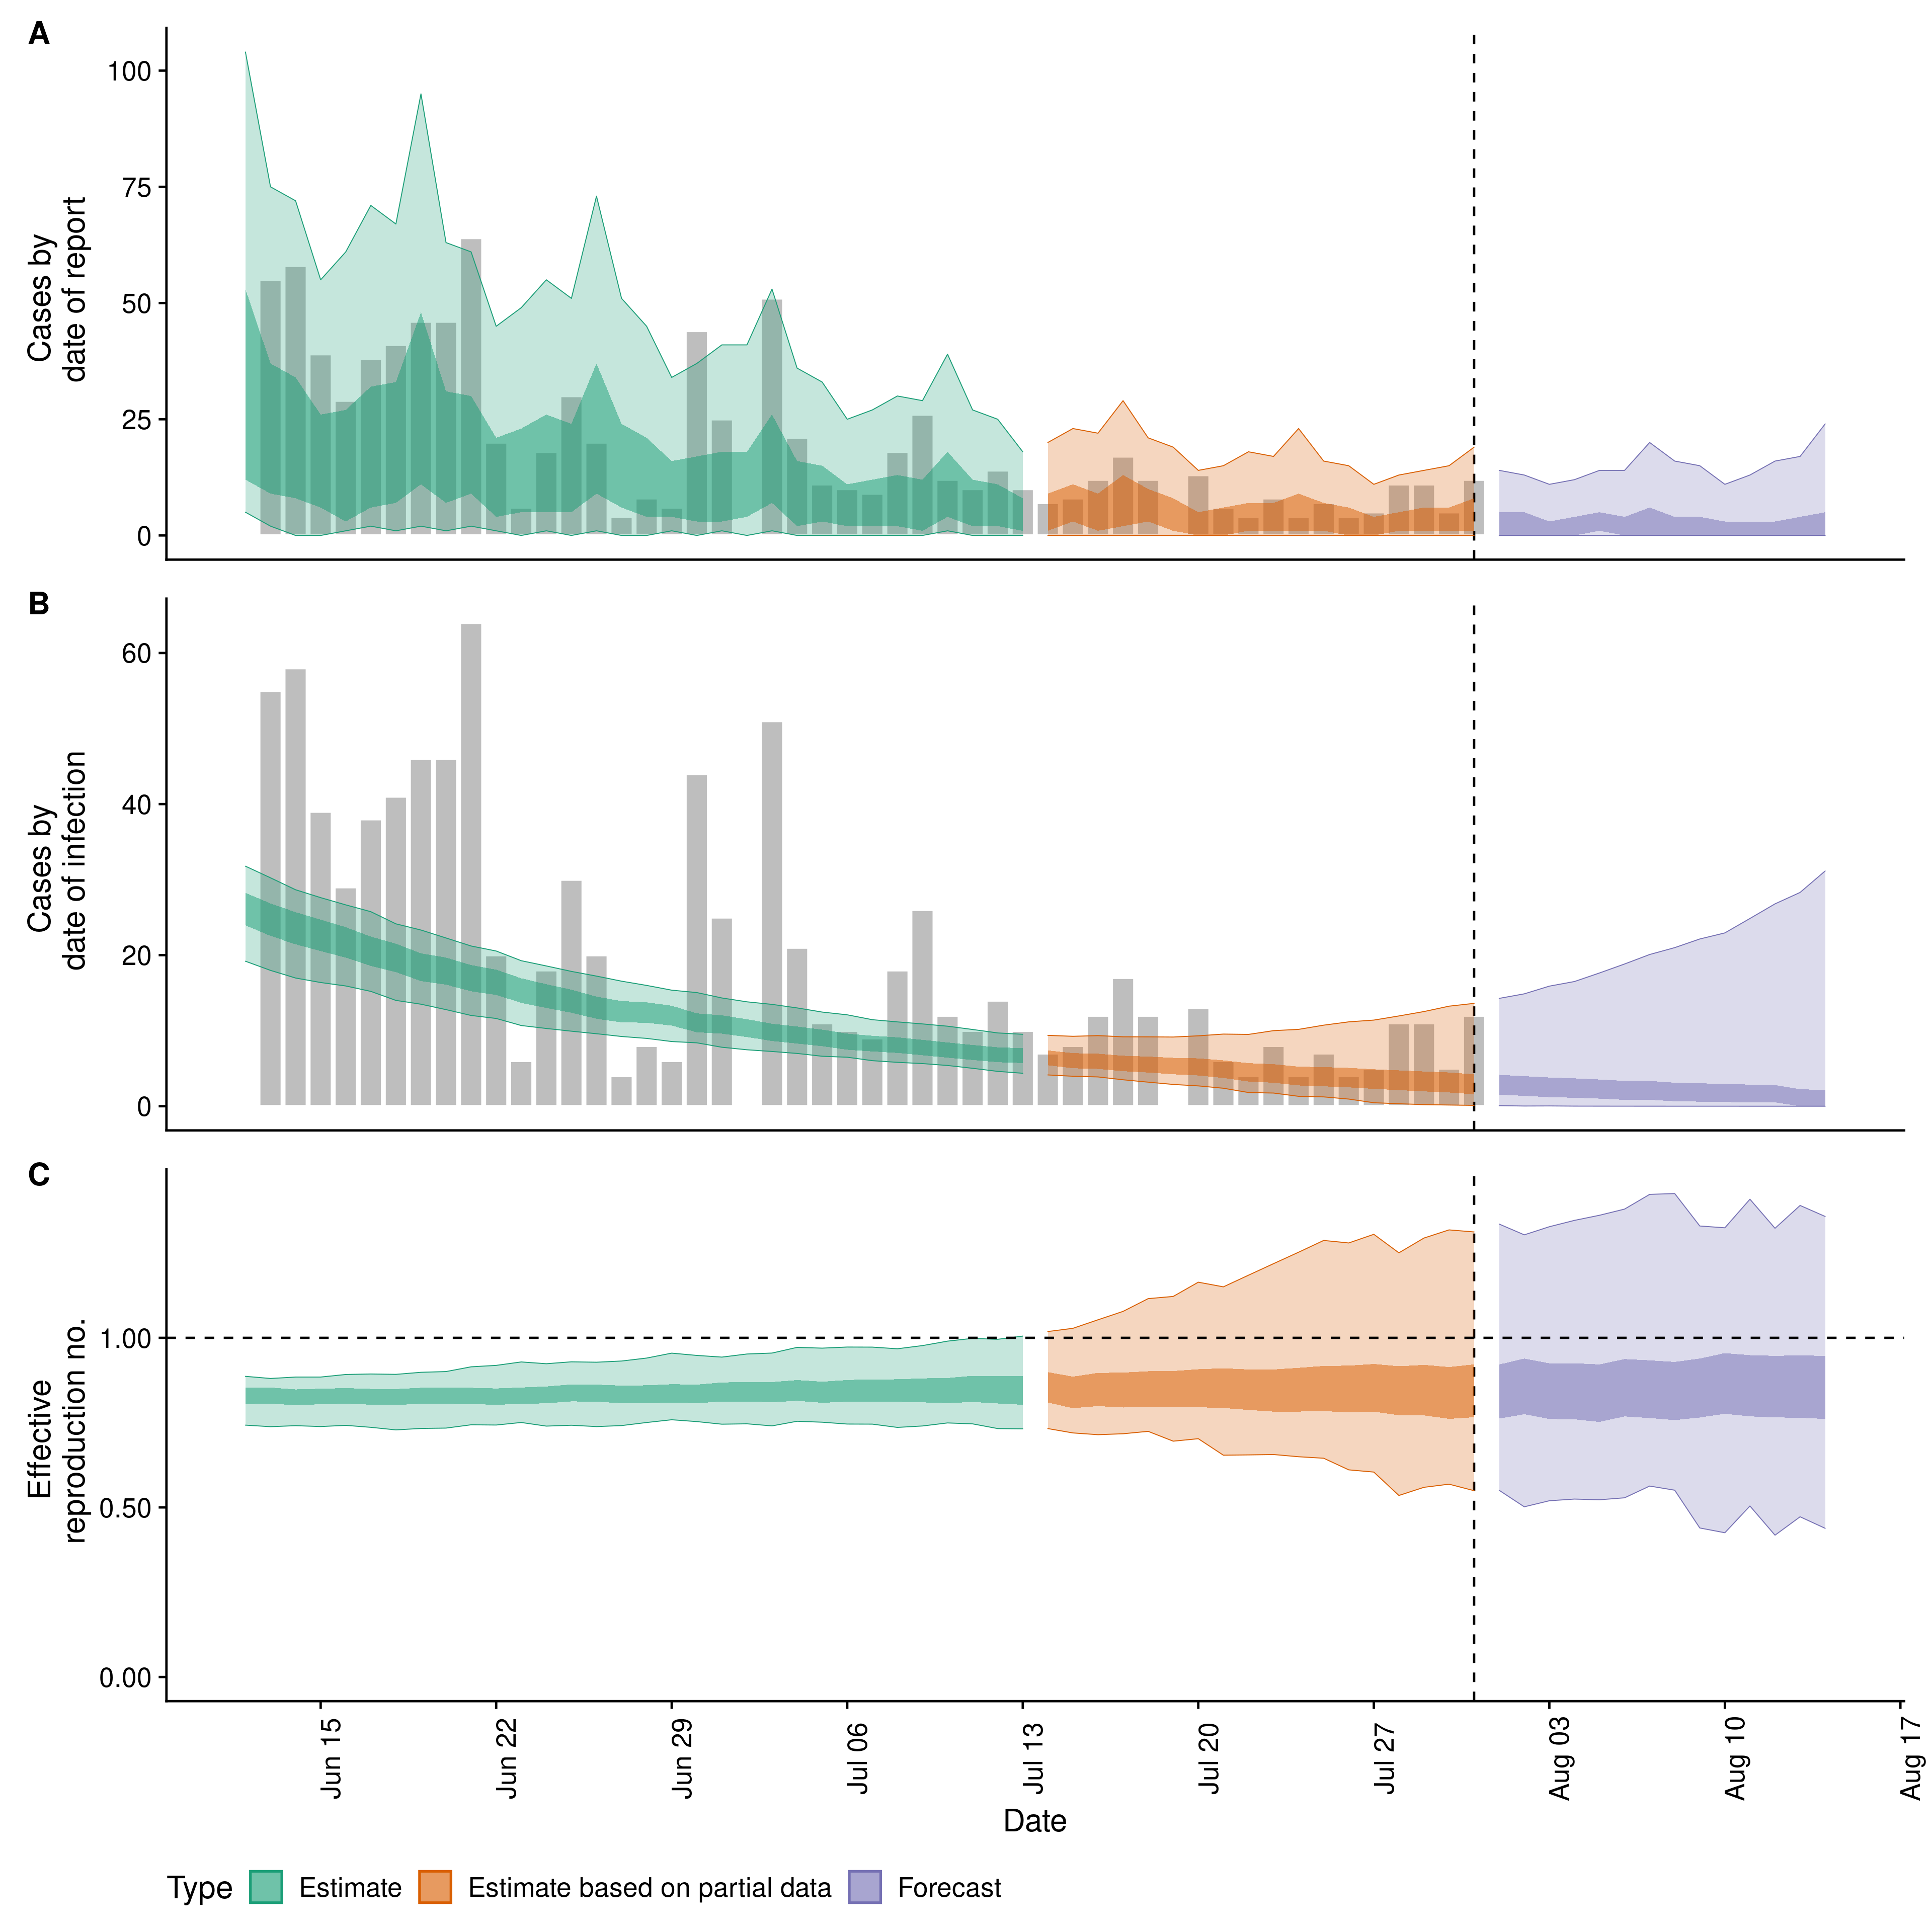 A
Cases by
date of report
100
75
50
25
0
B
Cases by
date of infection
60
40
20
0
C
Effective
reproduction no.
1.00
0.50
0.00
Jun 15
Jun 22
Jun 29
Jul 06
Jul 13
Jul 20
Jul 27
Aug 03
Aug 10
Aug 17
Date
Type Estimate Estimate based on partial data Forecast